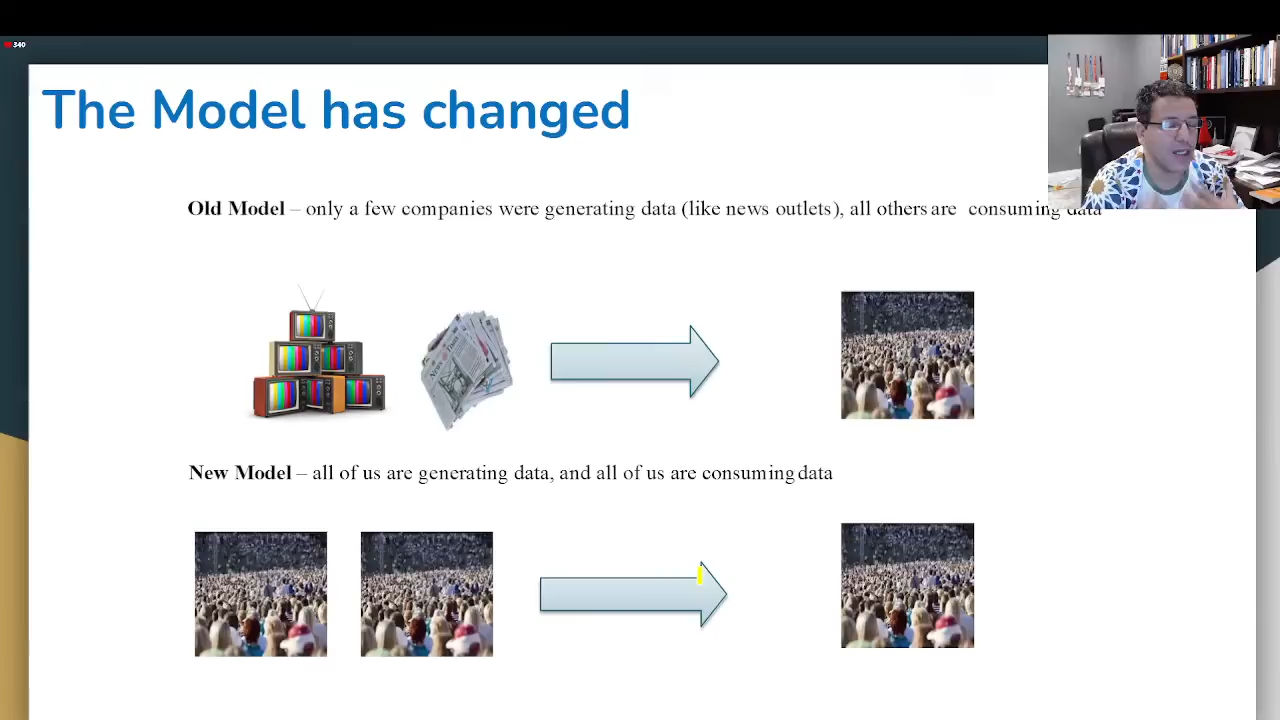 340
The Model has changed
Old Model – only a few companies were generating data (like news outlets), all others are consuming data
New Model – all of us are generating data, and all of us are consuming data